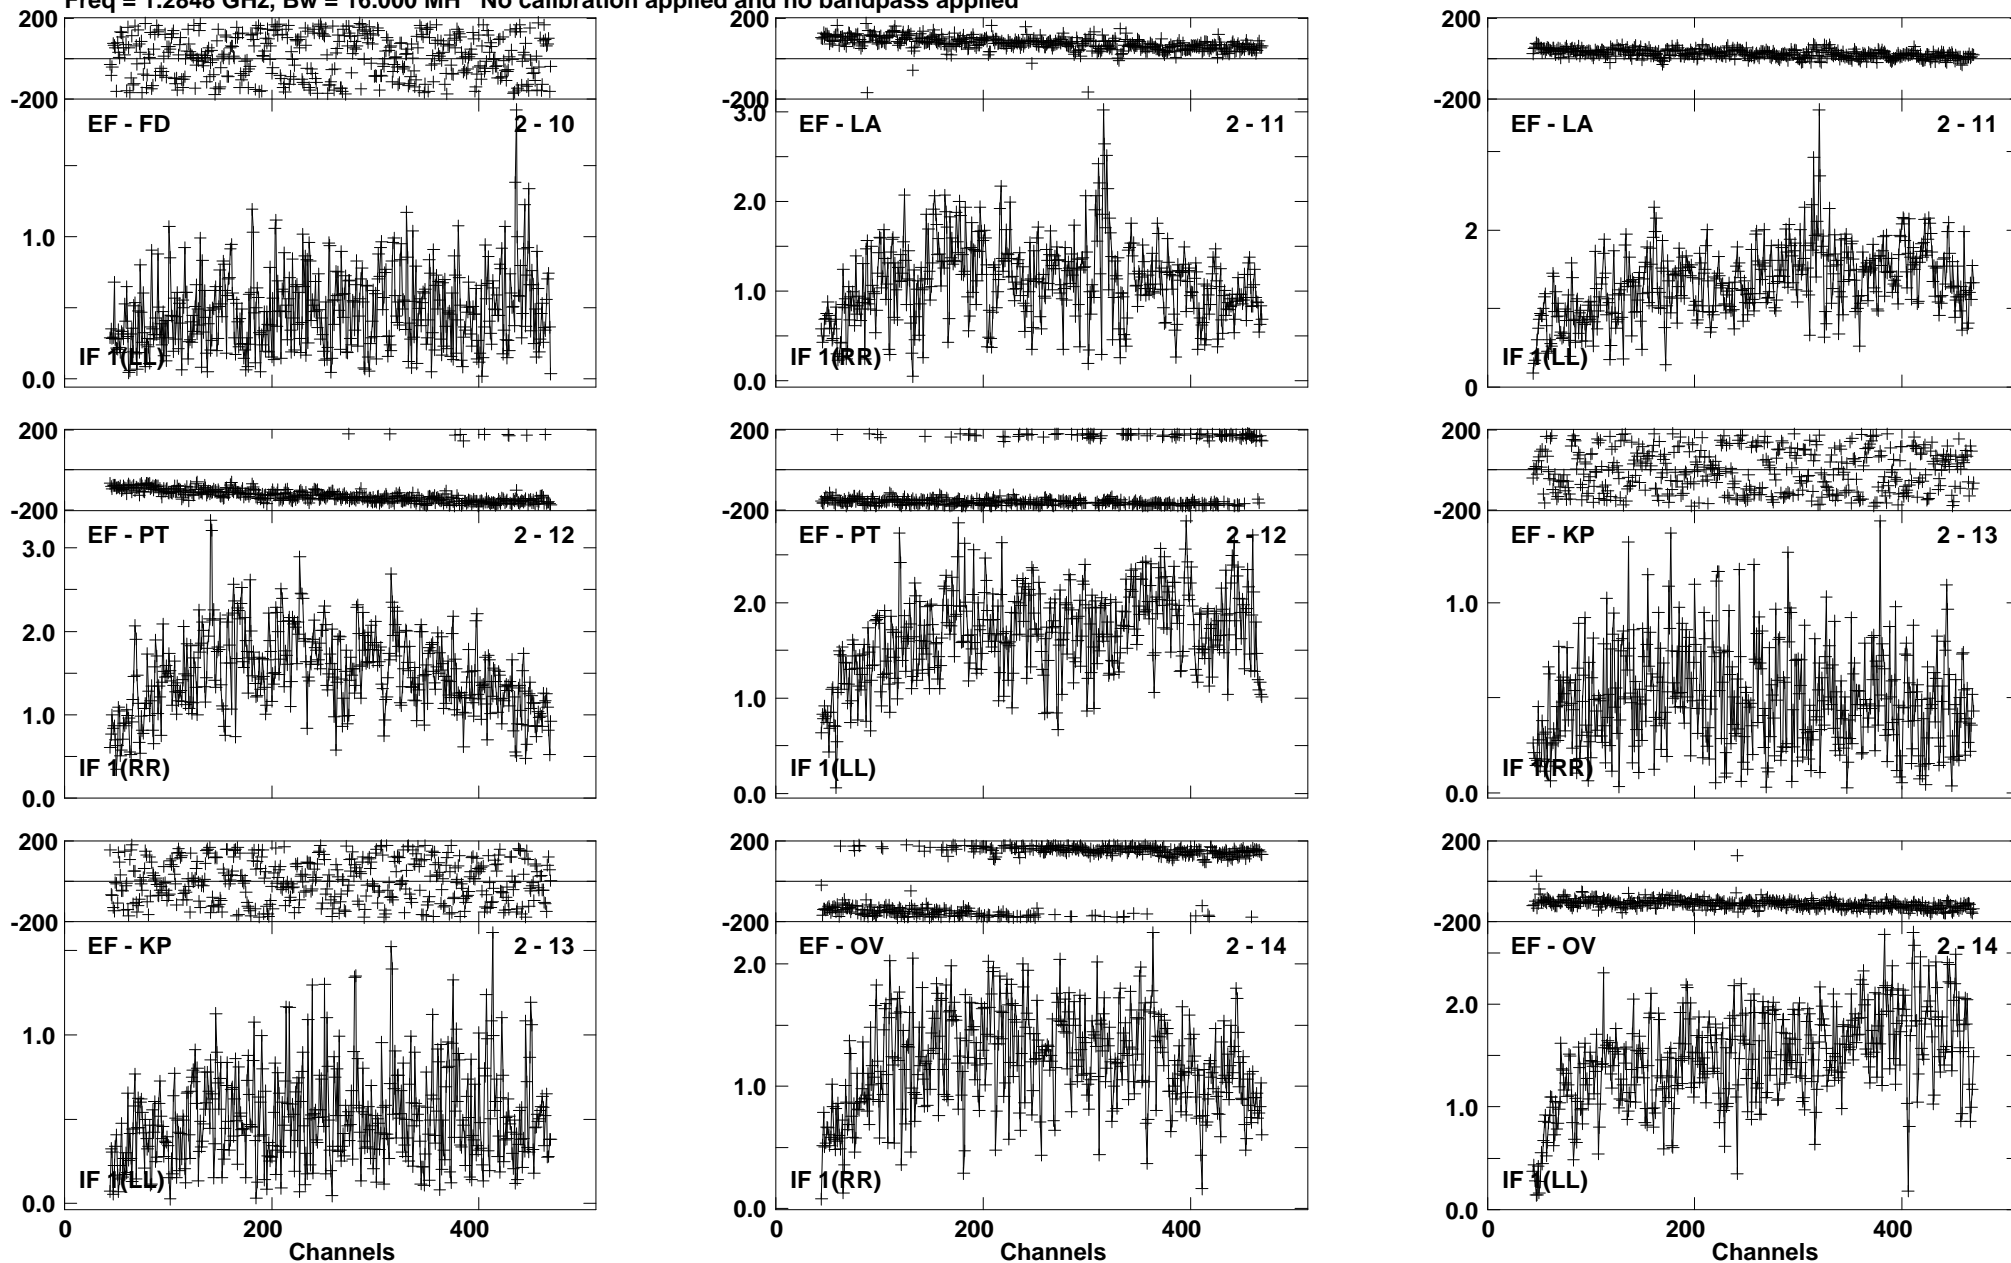 Freq = 1.2848 GHz, Bw = 16.000 MH No calibration applied and no bandpass applied
200
-200
EF - FD 2 - 10
1.0
0.0
IF 1(LL)
200
-200
3.0
EF - LA 2 - 11
2.0
1.0
0.0
IF 1(RR)
200
-200
EF - LA 2 - 11
2
0
IF 1(LL)
200
-200
EF - PT 2 - 12
3.0
2.0
1.0
0.0
IF 1(RR)
200
-200
EF - PT 2 - 12
2.0
1.0
0.0
IF 1(LL)
200
-200
EF - KP 2 - 13
1.0
0.0
IF 1(RR)
200
-200
EF - KP 2 - 13
1.0
0.0
IF 1(LL)
0 200 400
Channels
200
-200
EF - OV 2 - 14
2.0
1.0
0.0
IF 1(RR)
200
-200
EF - OV 2 - 14
2.0
1.0
0.0
IF 1(LL)
0 200 400
Channels